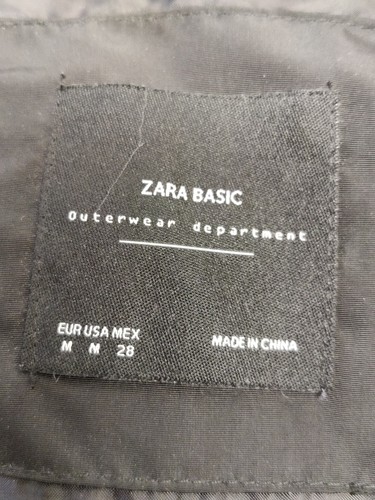 ZARA BASIC
Outerwear department
EUR USA MEX
M M 28
MADE IN CHINA